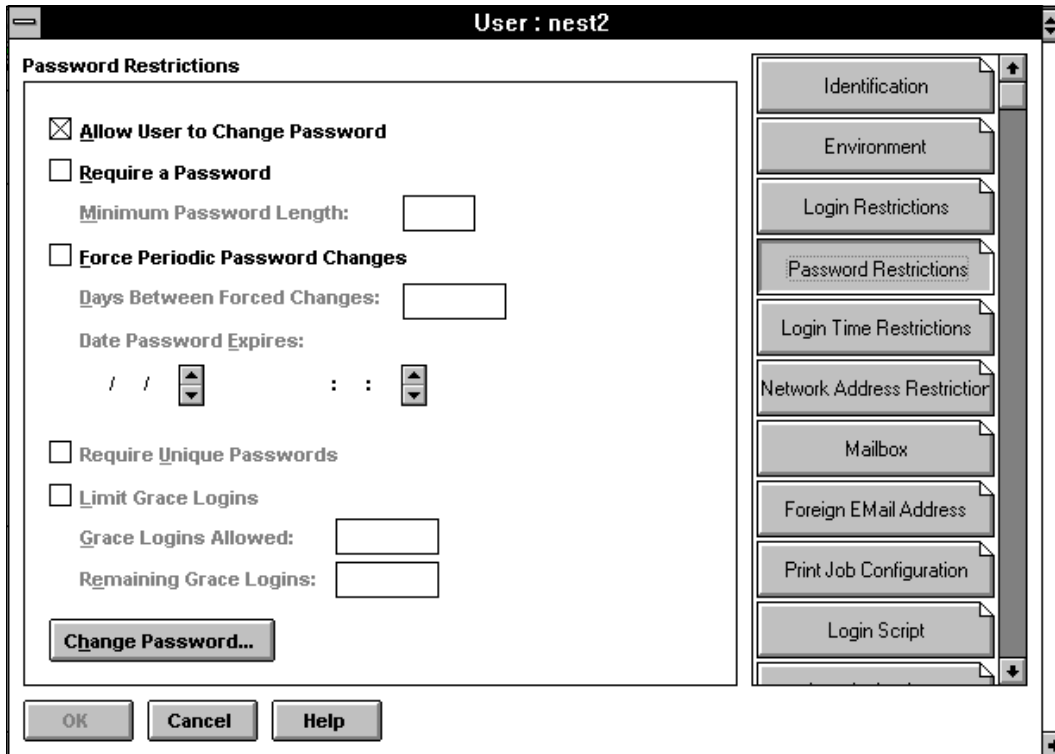 User : nest2
Password Restrictions
Allow User to Change Password
Require a Password
Minimum Password Length:
Force Periodic Password Changes
Days Between Forced Changes:
Date Password Expires:
/ / : :
Require Unique Passwords
Limit Grace Logins
Grace Logins Allowed:
Remaining Grace Logins:
Change Password...
OK Cancel Help
Identification
Environment
Login Restrictions
Password Restrictions
Login Time Restrictions
Network Address Restriction
Mailbox
Foreign EMail Address
Print Job Configuration
Login Script